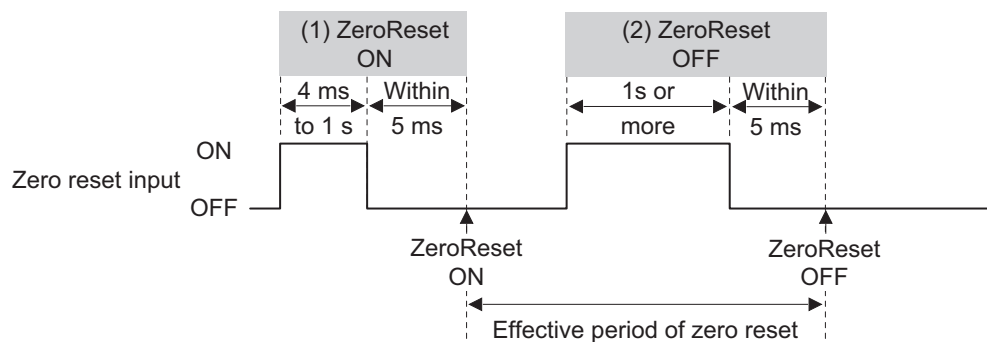 (1) ZeroReset
ON
(2) ZeroReset
OFF
4 ms
to 1 s
Within
5 ms
1s or
more
Within
5 ms
Zero reset input
ON
OFF
ZeroReset
ON
ZeroReset
OFF
Effective period of zero reset